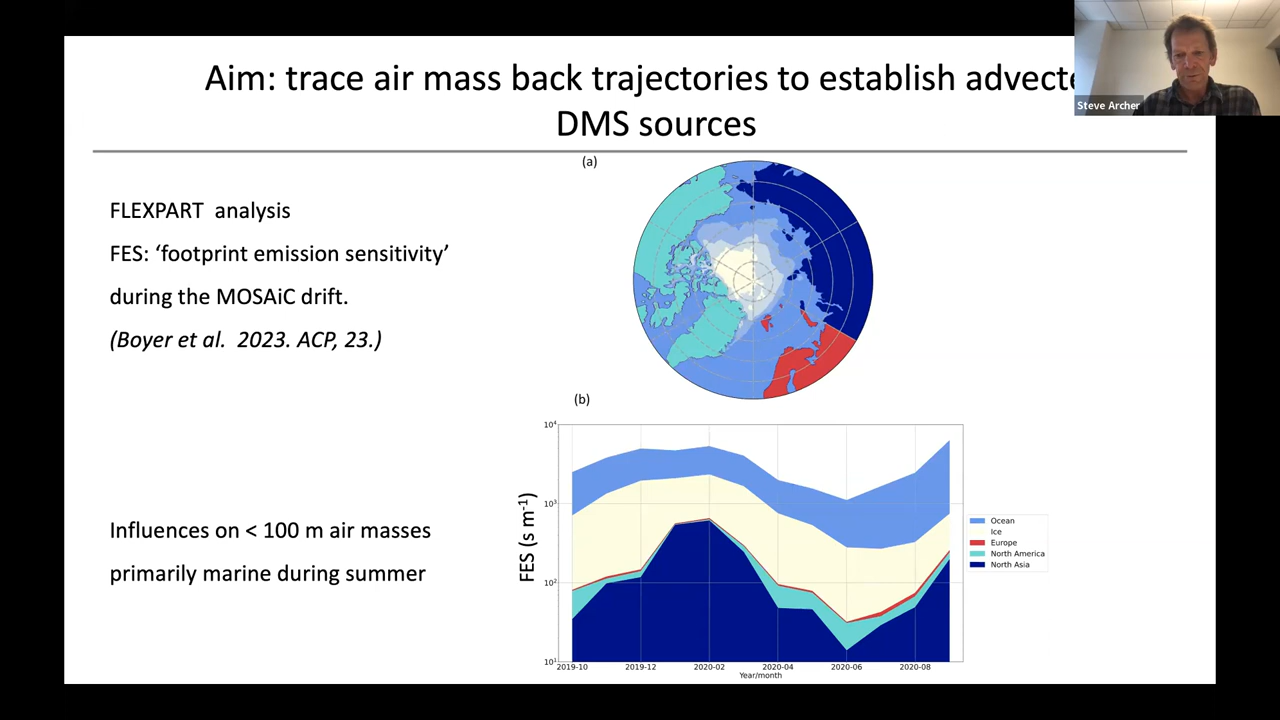 Aim: trace air mass back trajectories to establish advecte
DMS sources
Steve Archer
FLEXPART analysis
FES: ‘footprint emission sensitivity’
during the MOSAiC drift.
(Boyer et al. 2023. ACP, 23.)
Influences on < 100 m air masses
primarily marine during summer
(a)
(b)
FES (s m-1)
10⁴
10³
10²
10¹
2019-10 2019-12 2020-02 2020-04 2020-06 2020-08
Year/month
Ocean
Ice
Europe
North America
North Asia